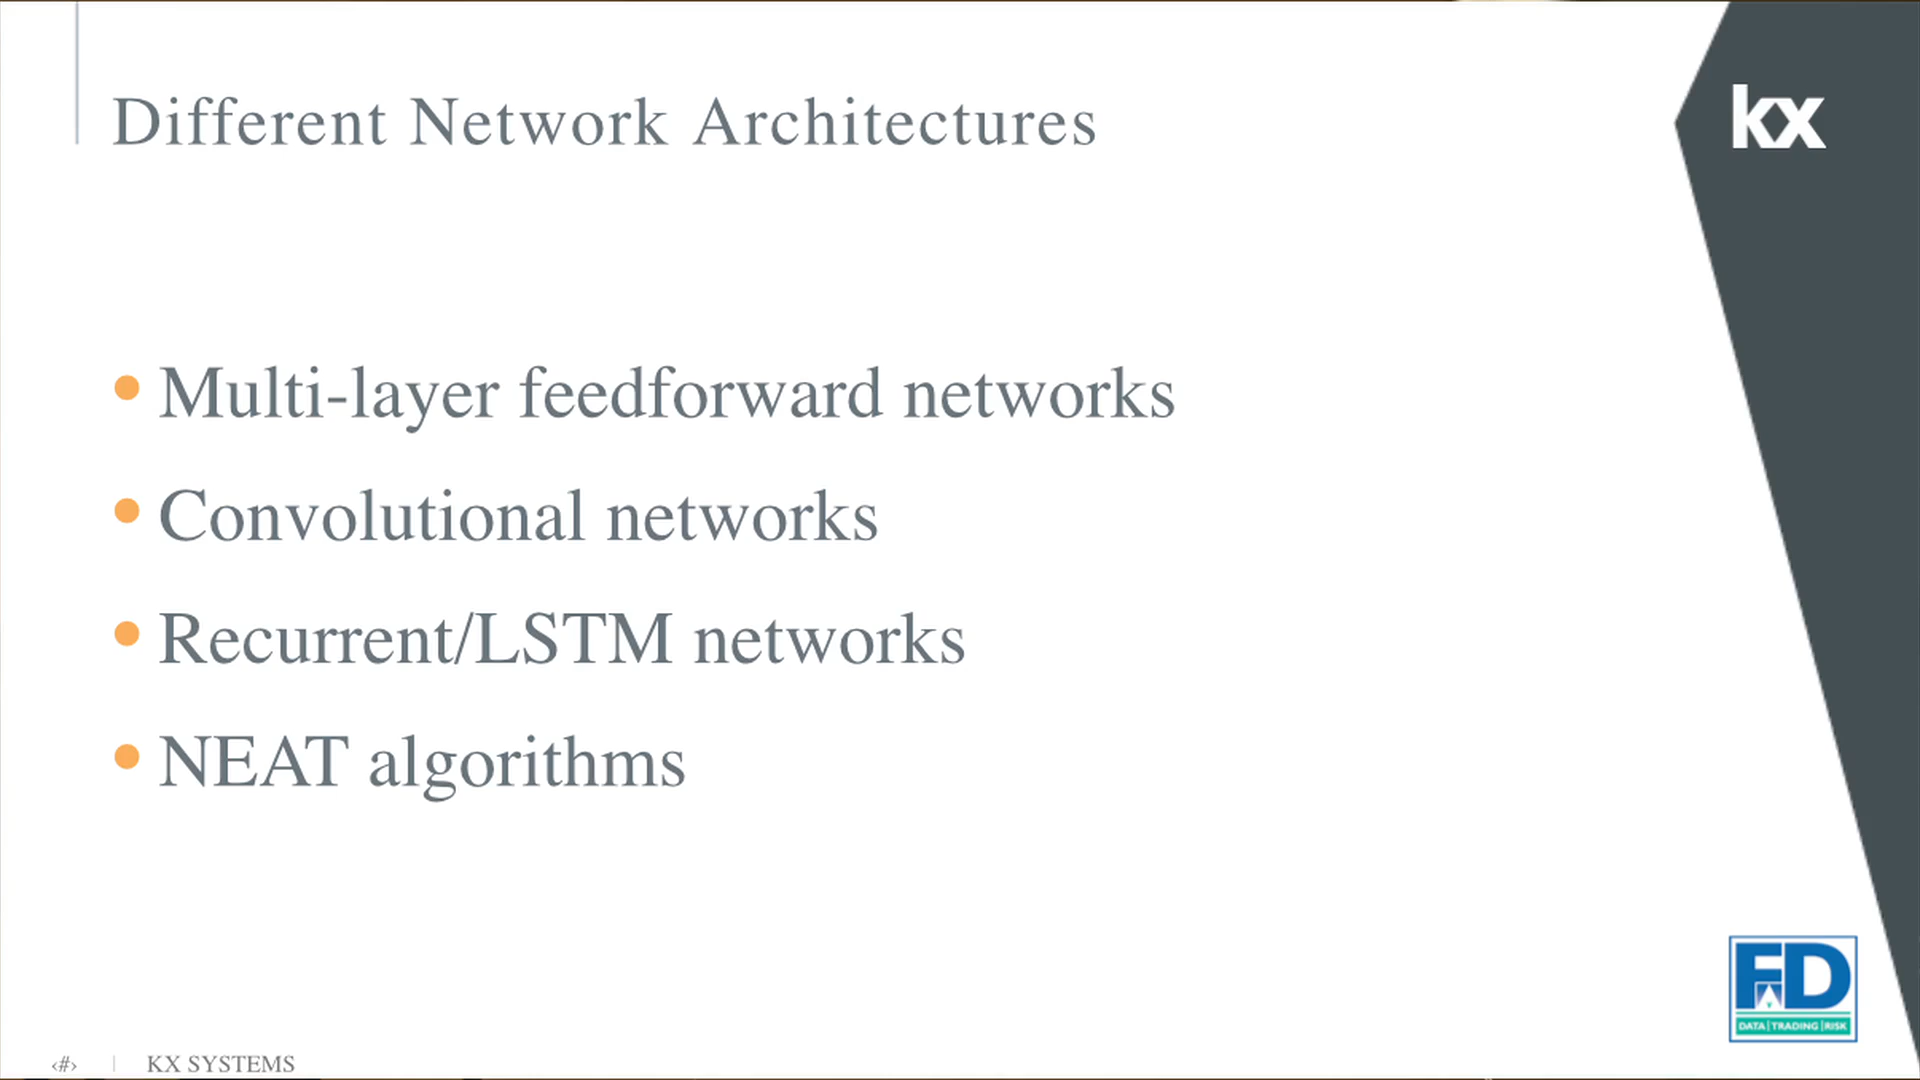 Different Network Architectures
kx
• Multi-layer feedforward networks
• Convolutional networks
• Recurrent/LSTM networks
• NEAT algorithms
FD
DATA | TRADING | RISK
‹#› | KX SYSTEMS